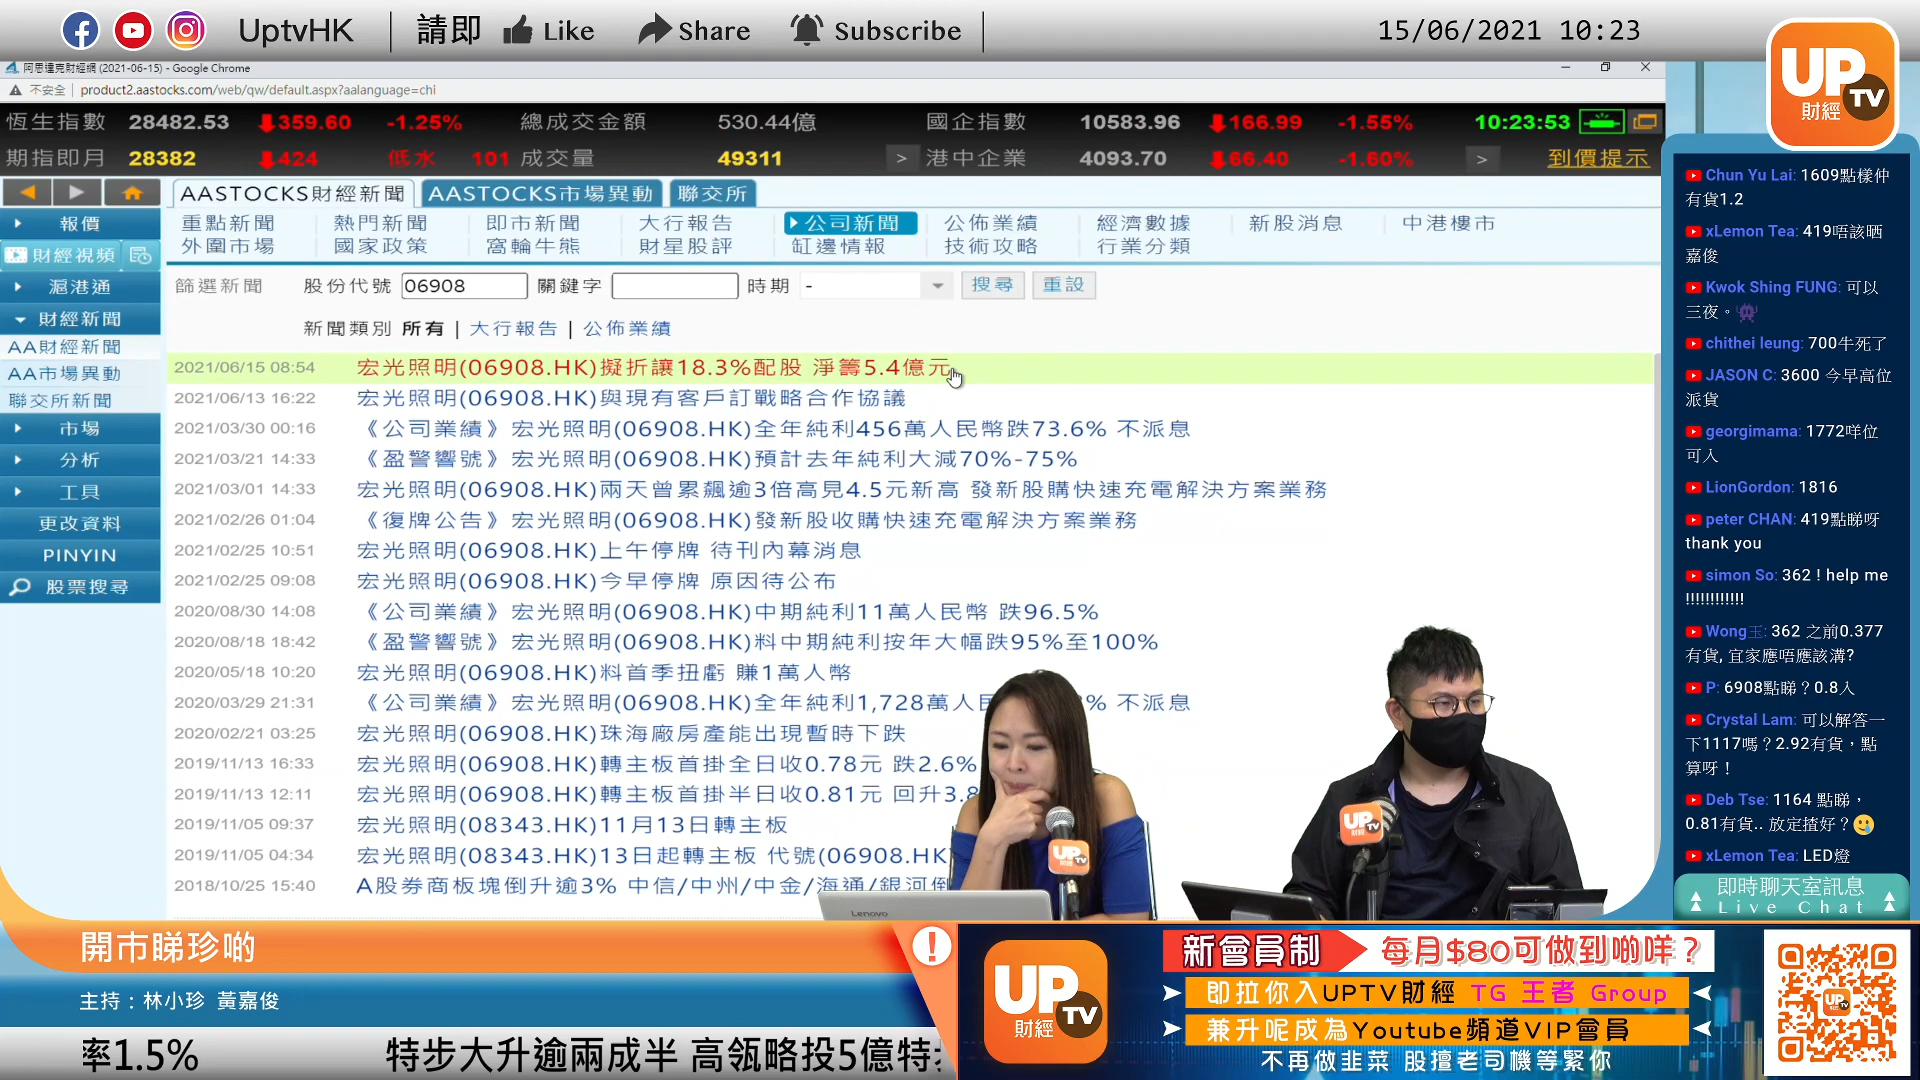 UptvHK
請即
Like
Share
Subscribe
15/06/2021 10:23
UP TV 財經
阿思達克財經網 (2021-06-15) - Google Chrome
不安全 | product2.aastocks.com/web/qw/default.aspx?aalanguage=chi
恆生指數 28482.53 359.60 -1.25% 總成交金額 530.44億 國企指數 10583.96 166.99 -1.55% 10:23:53
期指即月 28382 424 低水 101 成交量 49311 > 港中企業 4093.70 66.40 -1.60% > 到價提示
AASTOCKS財經新聞 AASTOCKS市場異動 聯交所
重點新聞 熱門新聞 即市新聞 大行報告 公司新聞 公佈業績 經濟數據 新股消息 中港樓市
外圍市場 國家政策 窩輪牛熊 財星股評 缸邊情報 技術攻略 行業分類
報價
財經視頻
滬港通
財經新聞
AA財經新聞
AA市場異動
聯交所新聞
市場
分析
工具
更改資料
PINYIN
股票搜尋
篩選新聞 股份代號 06908 關鍵字 時期 - 搜尋 重設
新聞類別 所有 | 大行報告 | 公佈業績
2021/06/15 08:54 宏光照明(06908.HK)擬折讓18.3%配股 淨籌5.4億元
2021/06/13 16:22 宏光照明(06908.HK)與現有客戶訂戰略合作協議
2021/03/30 00:16 《公司業績》宏光照明(06908.HK)全年純利456萬人民幣跌73.6% 不派息
2021/03/21 14:33 《盈警響號》宏光照明(06908.HK)預計去年純利大減70%-75%
2021/03/01 14:33 宏光照明(06908.HK)兩天曾累飆逾3倍高見4.5元新高 發新股購快速充電解決方案業務
2021/02/26 01:04 《復牌公告》宏光照明(06908.HK)發新股收購快速充電解決方案業務
2021/02/25 10:51 宏光照明(06908.HK)上午停牌 待刊內幕消息
2021/02/25 09:08 宏光照明(06908.HK)今早停牌 原因待公布
2020/08/30 14:08 《公司業績》宏光照明(06908.HK)中期純利11萬人民幣 跌96.5%
2020/08/18 18:42 《盈警響號》宏光照明(06908.HK)料中期純利按年大幅跌95%至100%
2020/05/18 10:20 宏光照明(06908.HK)料首季扭虧 賺1萬人幣
2020/03/29 21:31 《公司業績》宏光照明(06908.HK)全年純利1,728萬人民 % 不派息
2020/02/21 03:25 宏光照明(06908.HK)珠海廠房產能出現暫時下跌
2019/11/13 16:33 宏光照明(06908.HK)轉主板首掛全日收0.78元 跌2.6%
2019/11/13 12:11 宏光照明(06908.HK)轉主板首掛半日收0.81元 回升3.8
2019/11/05 09:37 宏光照明(08343.HK)11月13日轉主板
2019/11/05 04:34 宏光照明(08343.HK)13日起轉主板 代號(06908.HK
2018/10/25 15:40 A股券商板塊倒升逾3% 中信/中州/中金/海通/銀河倒
Lenovo
UP TV 財經
UP TV 財經
Chun Yu Lai: 1609點樣仲
有貨1.2
xLemon Tea: 419唔該晒
嘉俊
Kwok Shing FUNG: 可以
三夜。
chithei leung: 700牛死了
JASON C: 3600 今早高位
派貨
georgimama: 1772咩位
可人
LionGordon: 1816
peter CHAN: 419點睇呀
thank you
simon So: 362 ! help me
!!!!!!!!!!!!
Wong玉: 362 之前0.377
有貨, 宜家應唔應該溝?
P: 6908點睇？0.8入
Crystal Lam: 可以解答一
下1117嗎？2.92有貨，點
算呀！
Deb Tse: 1164 點睇，
0.81有貨.. 放定揸好？
xLemon Tea: LED燈
即時聊天室訊息
Live Chat
開市睇珍啲
主持：林小珍 黃嘉俊
率1.5% 特步大升逾兩成半 高瓴略投5億特
!
UP TV 財經
新會員制 每月$80可做到啲咩？
即拉你入UPTV財經 TG 王者 Group
兼升呢成為Youtube頻道VIP會員
不再做韭菜 股擅老司機等緊你
UP TV